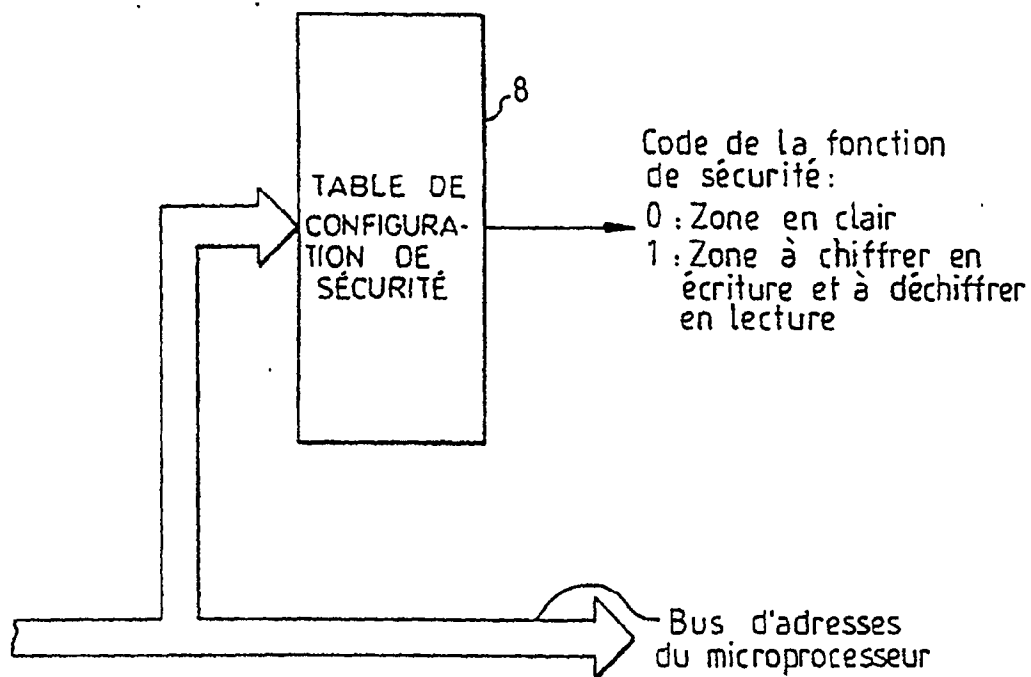 8
TABLE DE
CONFIGURA-
TION DE
SÉCURITÉ
Code de la fonction
de sécurité:
0 : Zone en clair
1 : Zone à chiffrer en
écriture et à déchiffrer
en lecture
Bus d'adresses
du microprocesseur